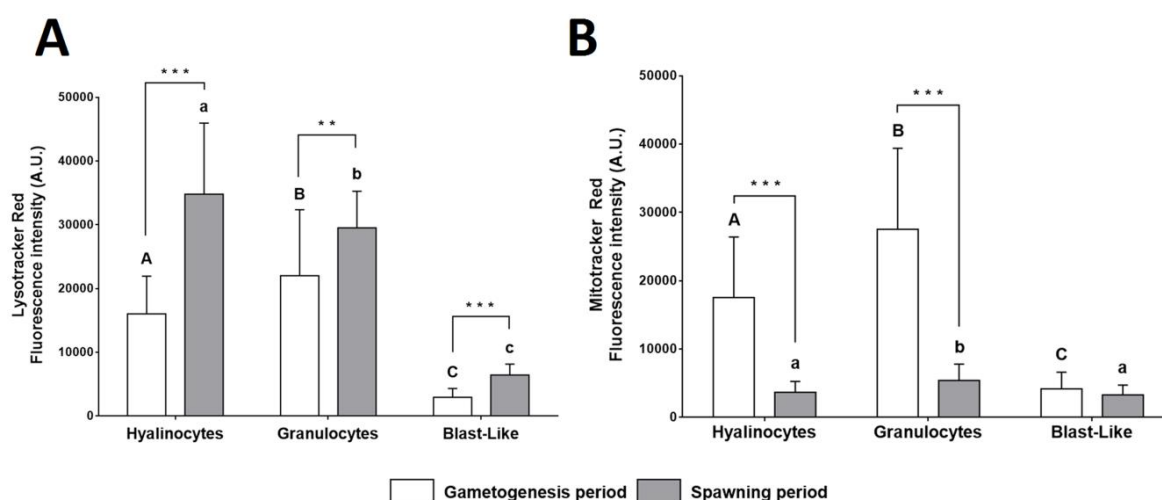 A
Lysotracker Red
Fluorescence intensity (A.U.)
50000
40000
30000
20000
10000
0
***
a
A
**
B
b
***
C
c
Hyalinocytes
Granulocytes
Blast-Like
B
Mitotracker Red
Fluorescence intensity (A.U.)
50000
40000
30000
20000
10000
0
***
A
a
***
B
b
C
a
Hyalinocytes
Granulocytes
Blast-Like
Gametogenesis period
Spawning period